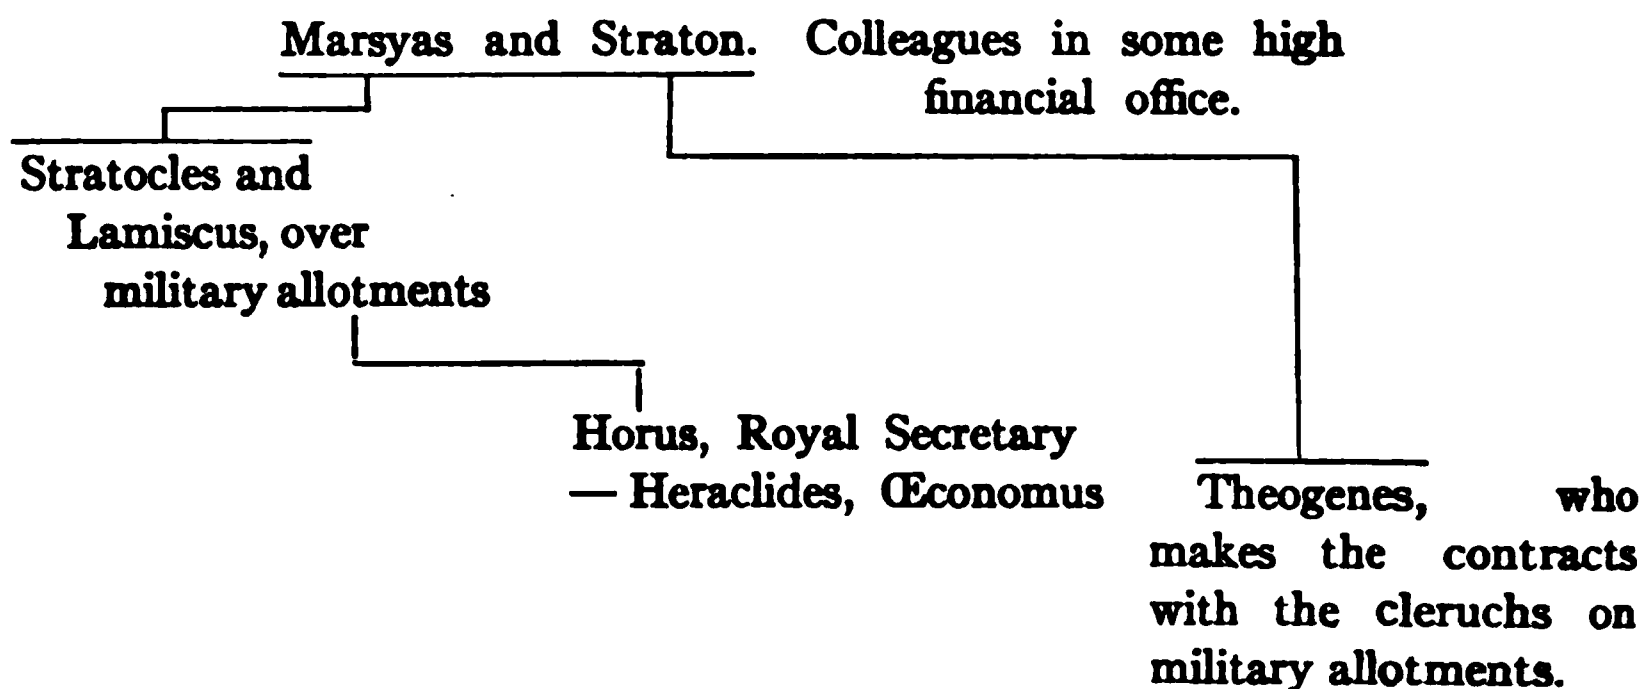 Marsyas and Straton. Colleagues in some high
financial office.
Stratocles and
Lamiscus, over
military allotments
Horus, Royal Secretary
— Heraclides, Œconomus
Theogenes, who
makes the contracts
with the cleruchs on
military allotments.